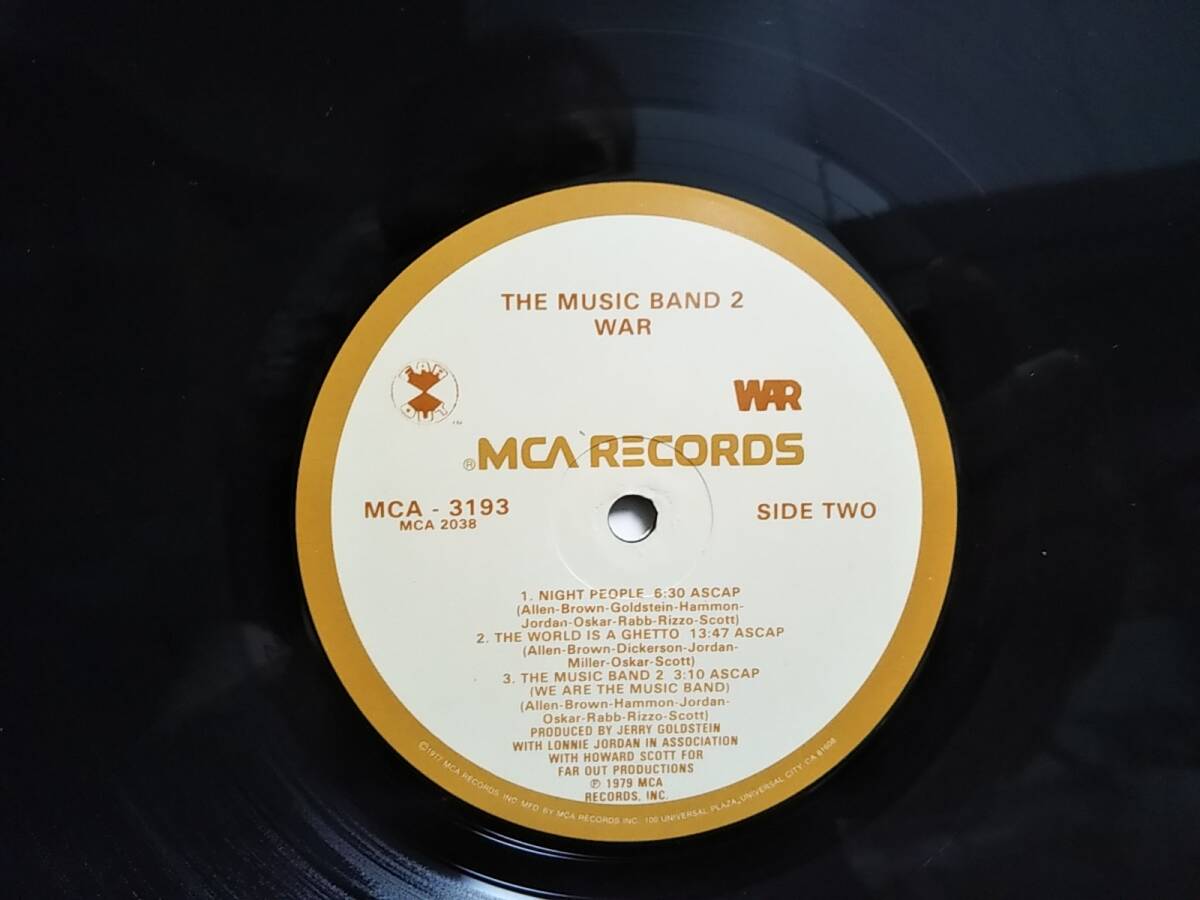 THE MUSIC BAND 2
WAR
FAR OUT
WAR
®MCA RECORDS
MCA - 3193
MCA 2038
SIDE TWO
1. NIGHT PEOPLE 6:30 ASCAP
(Allen-Brown-Goldstein-Hammon-
Jordan-Oskar-Rabb-Rizzo-Scott)
2. THE WORLD IS A GHETTO 13:47 ASCAP
(Allen-Brown-Dickerson-Jordan-
Miller-Oskar-Scott)
3. THE MUSIC BAND 2 3:10 ASCAP
(WE ARE THE MUSIC BAND)
(Allen-Brown-Hammon-Jordan-
Oskar-Rabb-Rizzo-Scott)
PRODUCED BY JERRY GOLDSTEIN
WITH LONNIE JORDAN IN ASSOCIATION
WITH HOWARD SCOTT FOR
FAR OUT PRODUCTIONS
℗ 1979 MCA
RECORDS, INC.
©1977 MCA RECORDS, INC. MFD. BY MCA RECORDS INC. 100 UNIVERSAL PLAZA, UNIVERSAL CITY, CA 91608